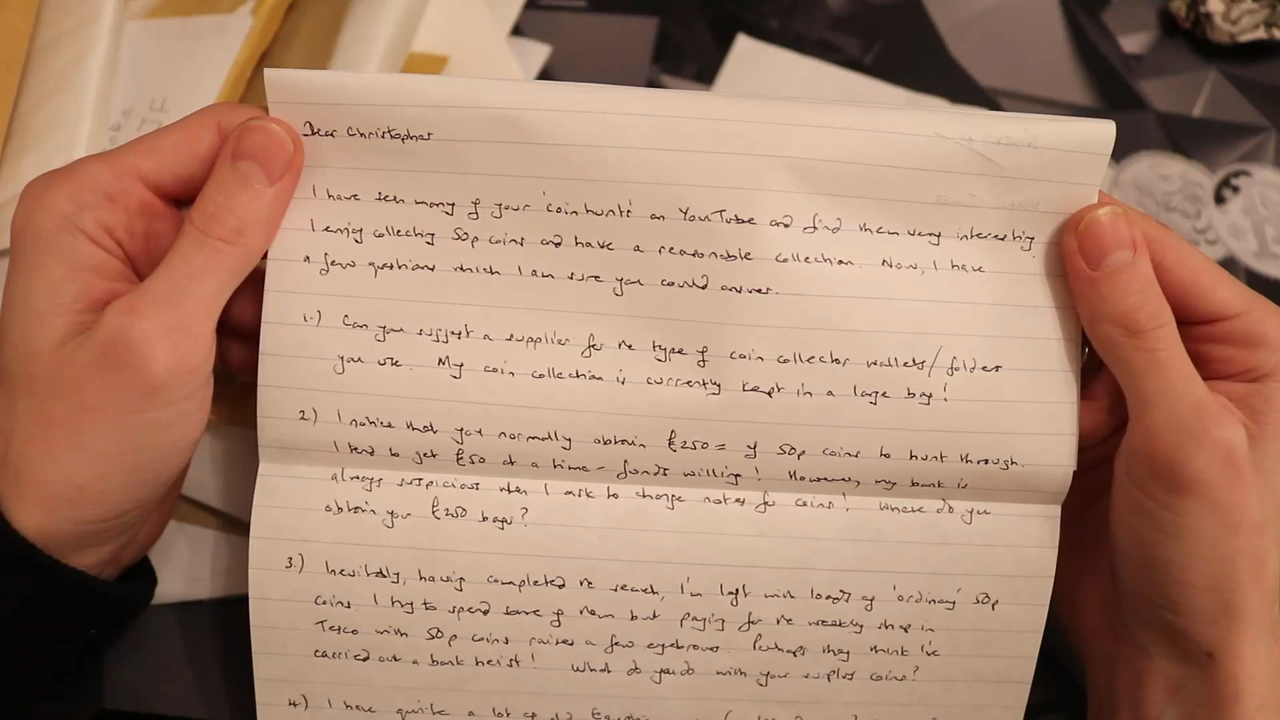 Dear Christopher
I have seen many of your 'coin hunts' on YouTube and find them very interesting.
I enjoy collecting 50p coins and have a reasonable collection. Now, I have
a few questions which I am sure you could answer.
1.) Can you suggest a supplier for the type of coin collector wallets/folders
you use. My coin collection is currently kept in a large bag!
2) I notice that you normally obtain £250= of 50p coins to hunt through.
I tend to get £50 at a time - funds willing! However, my bank is
always suspicious when I ask to change notes for coins! Where do you
obtain your £250 bags?
3.) Inevitably, having completed the search, I'm left with loads of 'ordinary' 50p
coins. I try to spend some of them but paying for the weekly shop in
Tesco with 50p coins raises a few eyebrows. Perhaps they think I've
carried out a bank heist! What do you do with your surplus coins?
4) I have quite a lot of old